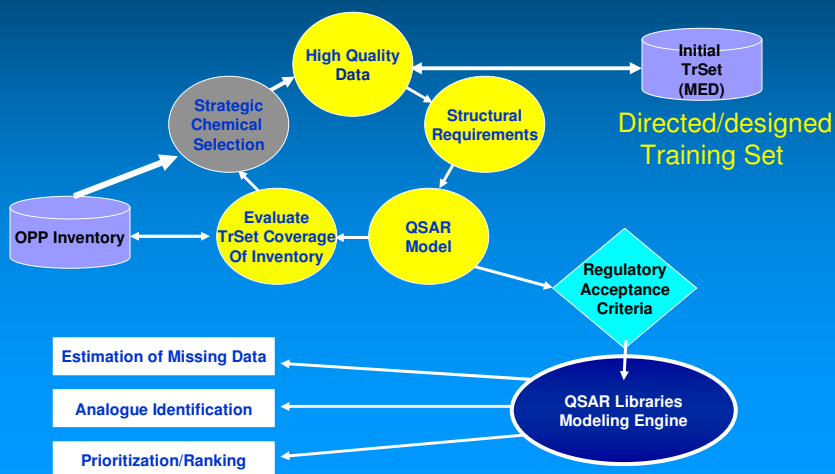 High Quality
Data
Initial
TrSet
(MED)
Strategic
Chemical
Selection
Structural
Requirements
Directed/designed
Training Set
OPP Inventory
Evaluate
TrSet Coverage
Of Inventory
QSAR
Model
Regulatory
Acceptance
Criteria
Estimation of Missing Data
Analogue Identification
Prioritization/Ranking
QSAR Libraries
Modeling Engine